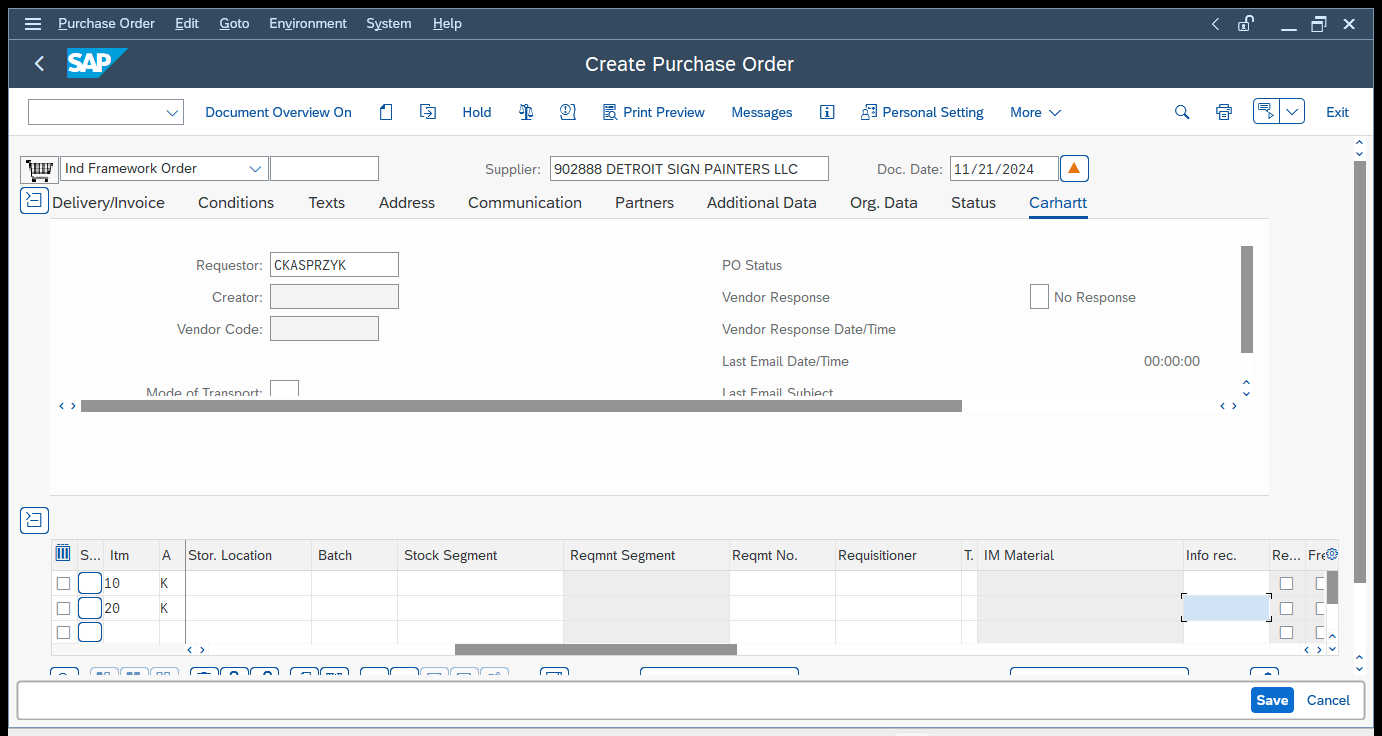 Purchase Order Edit Goto Environment System Help
SAP Create Purchase Order
Document Overview On Hold Print Preview Messages Personal Setting More Exit
Ind Framework Order Supplier: 902888 DETROIT SIGN PAINTERS LLC Doc. Date: 11/21/2024
Delivery/Invoice Conditions Texts Address Communication Partners Additional Data Org. Data Status Carhartt
Requestor: CKASPRZYK PO Status
Creator: Vendor Response No Response
Vendor Code: Vendor Response Date/Time
Last Email Date/Time 00:00:00
Mode of Transport: Last Email Subject
S... Itm A Stor. Location Batch Stock Segment Reqmnt Segment Reqmt No. Requisitioner T. IM Material Info rec. Re... Fre
10 K
20 K
Save Cancel